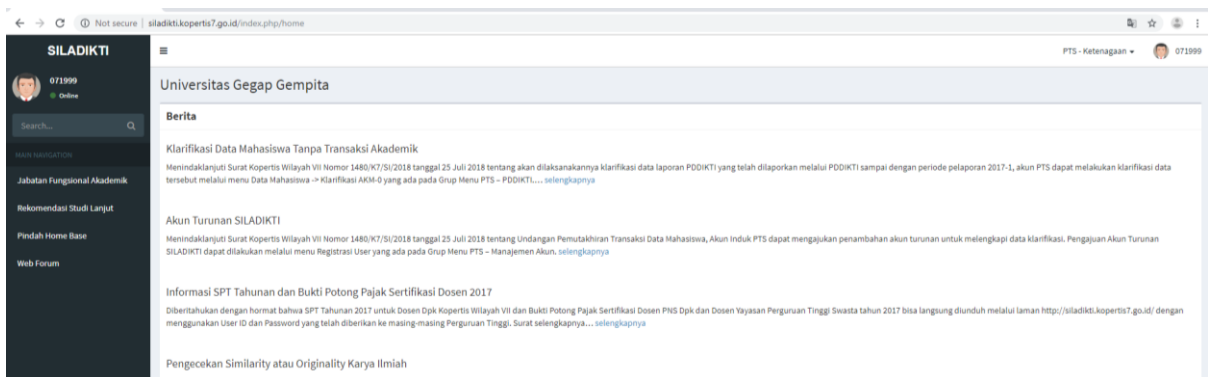 Not secure | siladikti.kopertis7.go.id/index.php/home
SILADIKTI
PTS - Ketenagaan
071999
071999
Online
Search...
MAIN NAVIGATION
Jabatan Fungsional Akademik
Rekomendasi Studi Lanjut
Pindah Home Base
Web Forum
Universitas Gegap Gempita
Berita
Klarifikasi Data Mahasiswa Tanpa Transaksi Akademik
Menindaklanjuti Surat Kopertis Wilayah VII Nomor 1480/K7/SI/2018 tanggal 25 Juli 2018 tentang akan dilaksanakannya klarifikasi data laporan PDDIKTI yang telah dilaporkan melalui PDDIKTI sampai dengan periode pelaporan 2017-1, akun PTS dapat melakukan klarifikasi data
tersebut melalui menu Data Mahasiswa -> Klarifikasi AKM-0 yang ada pada Grup Menu PTS – PDDIKTI.... selengkapnya
Akun Turunan SILADIKTI
Menindaklanjuti Surat Kopertis Wilayah VII Nomor 1480/K7/SI/2018 tanggal 25 Juli 2018 tentang Undangan Pemutakhiran Transaksi Data Mahasiswa, Akun Induk PTS dapat mengajukan penambahan akun turunan untuk melengkapi data klarifikasi. Pengajuan Akun Turunan
SILADIKTI dapat dilakukan melalui menu Registrasi User yang ada pada Grup Menu PTS – Manajemen Akun. selengkapnya
Informasi SPT Tahunan dan Bukti Potong Pajak Sertifikasi Dosen 2017
Diberitahukan dengan hormat bahwa SPT Tahunan 2017 untuk Dosen Dpk Kopertis Wilayah VII dan Bukti Potong Pajak Sertifikasi Dosen PNS Dpk dan Dosen Yayasan Perguruan Tinggi Swasta tahun 2017 bisa langsung diunduh melalui laman http://siladikti.kopertis7.go.id/ dengan
menggunakan User ID dan Password yang telah diberikan ke masing-masing Perguruan Tinggi. Surat selengkapnya... selengkapnya
Pengecekan Similarity atau Originality Karya Ilmiah